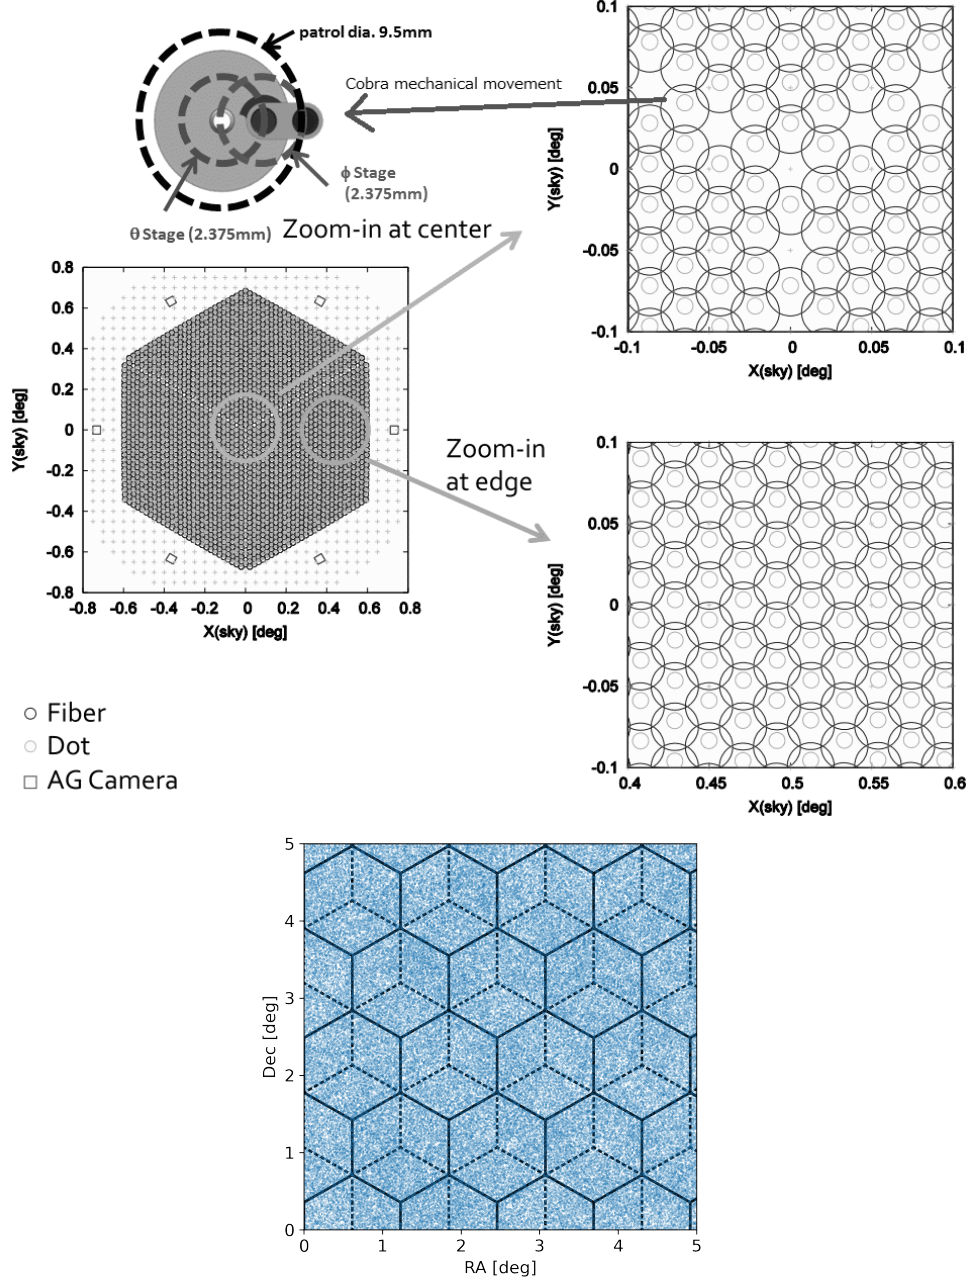 patrol dia. 9.5mm
Cobra mechanical movement
ϕ Stage
(2.375mm)
θ Stage (2.375mm)
Zoom-in at center
0.1
0.05
0
-0.05
-0.1
Y(sky) [deg]
-0.1 -0.05 0 0.05 0.1
X(sky) [deg]
0.8
0.6
0.4
0.2
0
-0.2
-0.4
-0.6
-0.8
Y(sky) [deg]
-0.8 -0.6 -0.4 -0.2 0 0.2 0.4 0.6 0.8
X(sky) [deg]
Zoom-in
at edge
0.1
0.05
0
-0.05
-0.1
Y(sky) [deg]
0.4 0.45 0.5 0.55 0.6
X(sky) [deg]
Fiber
Dot
AG Camera
5
4
3
2
1
0
Dec [deg]
0 1 2 3 4 5
RA [deg]